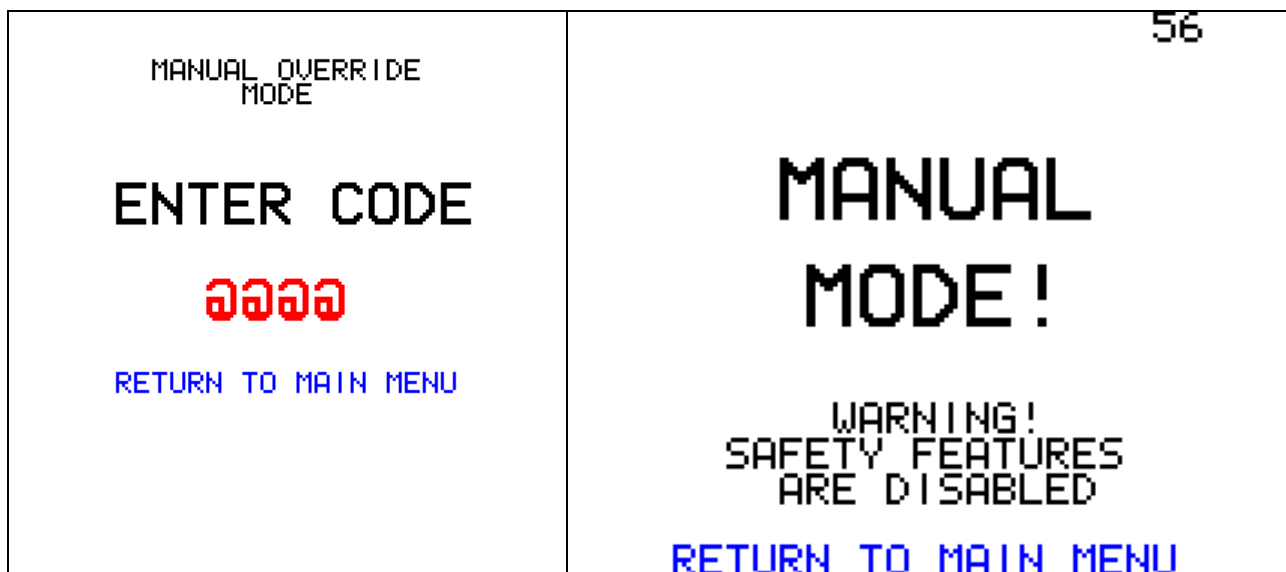 MANUAL OVERRIDE
MODE
ENTER CODE
@@@@
RETURN TO MAIN MENU
56
MANUAL
MODE!
WARNING!
SAFETY FEATURES
ARE DISABLED
RETURN TO MAIN MENU